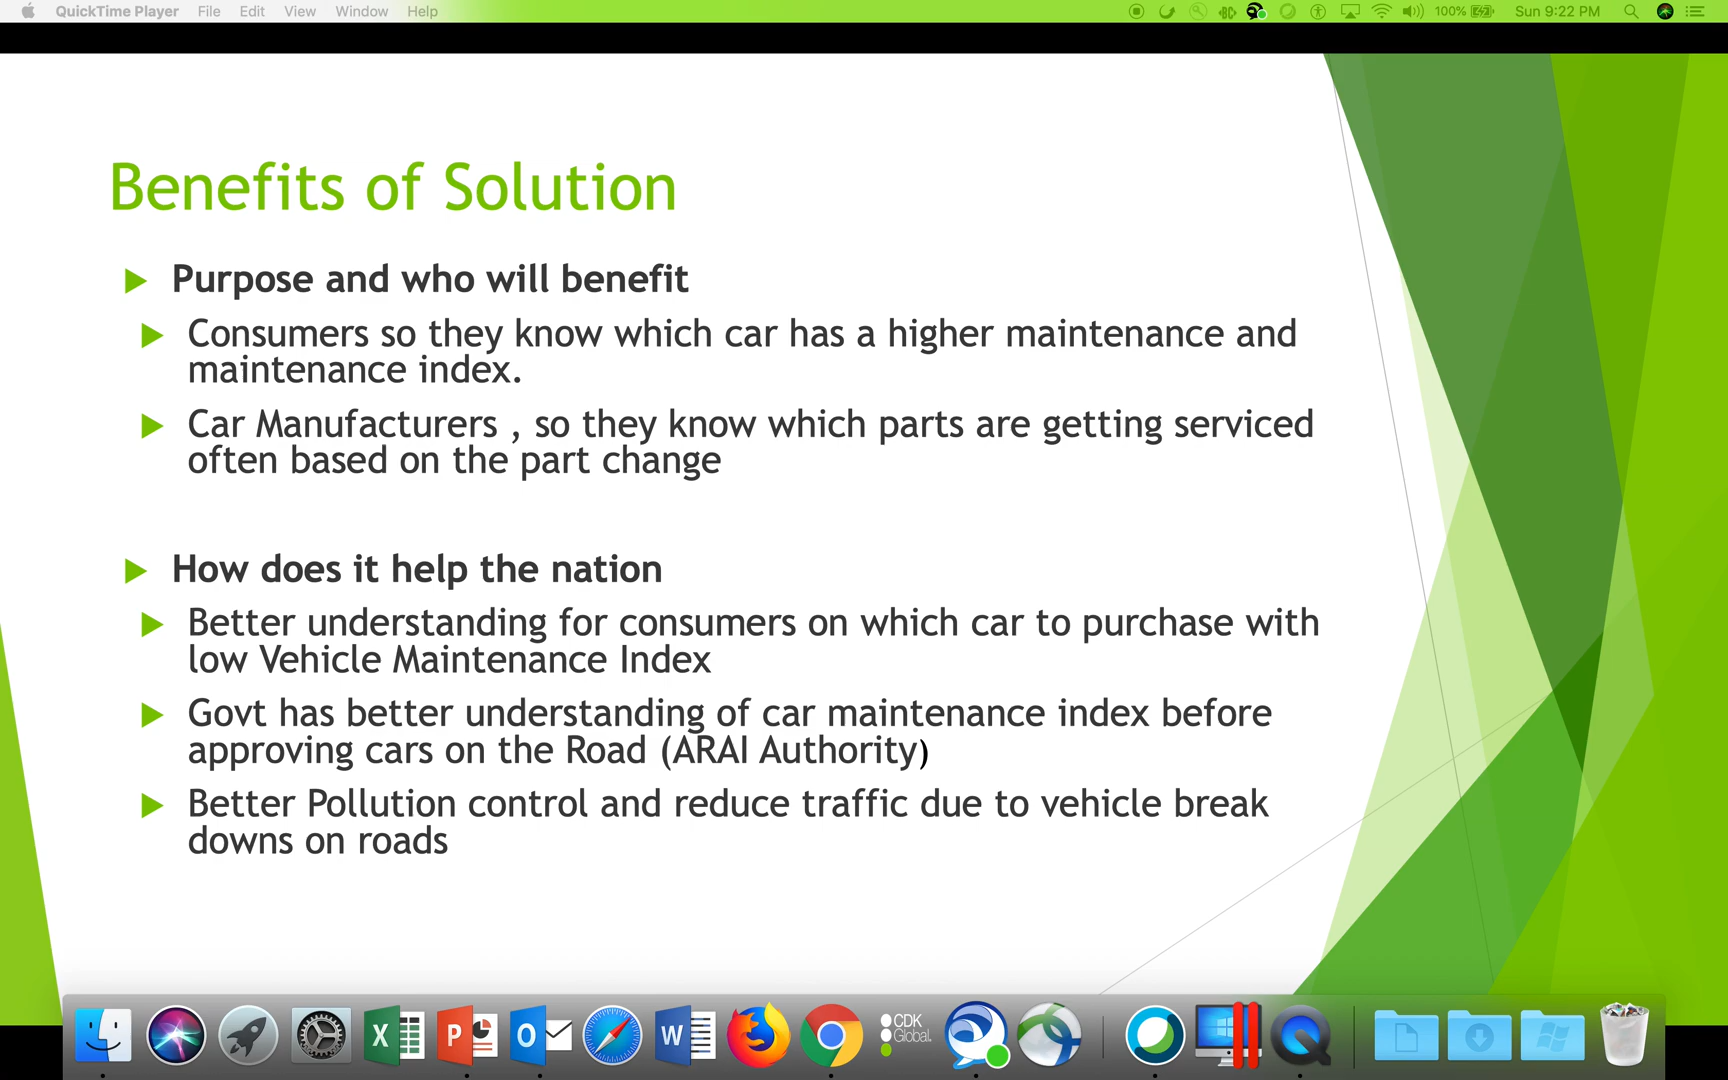 QuickTime Player File Edit View Window Help 100% Sun 9:22 PM
Benefits of Solution
Purpose and who will benefit
Consumers so they know which car has a higher maintenance and
maintenance index.
Car Manufacturers , so they know which parts are getting serviced
often based on the part change
How does it help the nation
Better understanding for consumers on which car to purchase with
low Vehicle Maintenance Index
Govt has better understanding of car maintenance index before
approving cars on the Road (ARAI Authority)
Better Pollution control and reduce traffic due to vehicle break
downs on roads
CDK
Global